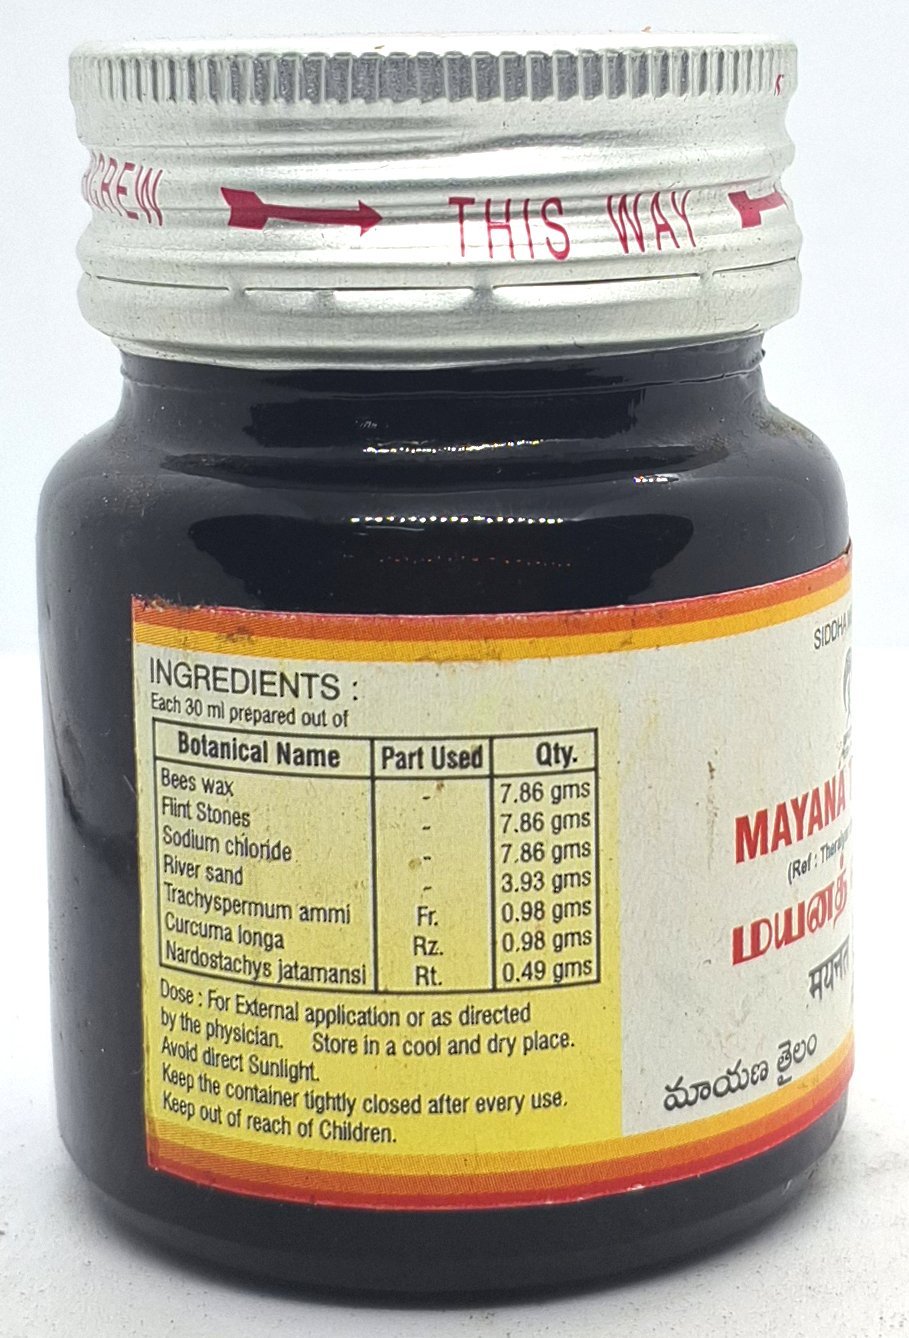 THIS WAY
INGREDIENTS :
Each 30 ml prepared out of
Botanical Name Part Used Qty.
Bees wax - 7.86 gms
Flint Stones - 7.86 gms
Sodium chloride - 7.86 gms
River sand - 3.93 gms
Trachyspermum ammi Fr. 0.98 gms
Curcuma longa Rz. 0.98 gms
Nardostachys jatamansi Rt. 0.49 gms
Dose : For External application or as directed
by the physician. Store in a cool and dry place.
Avoid direct Sunlight.
Keep the container tightly closed after every use.
Keep out of reach of Children.
MAYANA
(Ref :
మాయణ తైలం